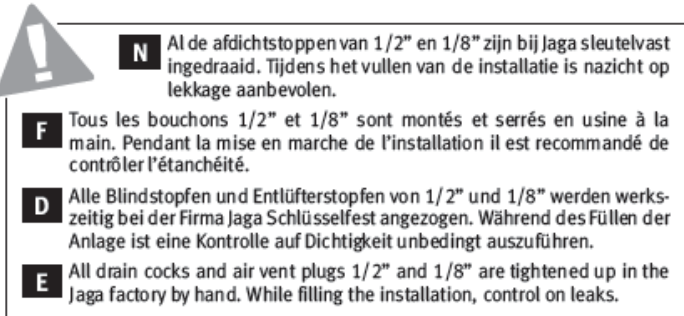 !
N Al de afdichtstoppen van 1/2” en 1/8” zijn bij Jaga sleutelvast
ingedraaid. Tijdens het vullen van de installatie is nazicht op
lekkage aanbevolen.
F Tous les bouchons 1/2” et 1/8” sont montés et serrés en usine à la
main. Pendant la mise en marche de l’installation il est recommandé de
contrôler l’étanchéité.
D Alle Blindstopfen und Entlüfterstopfen von 1/2” und 1/8” werden werks-
zeitig bei der Firma Jaga Schlüsselfest angezogen. Während des Füllen der
Anlage ist eine Kontrolle auf Dichtigkeit unbedingt auszuführen.
E All drain cocks and air vent plugs 1/2” and 1/8” are tightened up in the
Jaga factory by hand. While filling the installation, control on leaks.